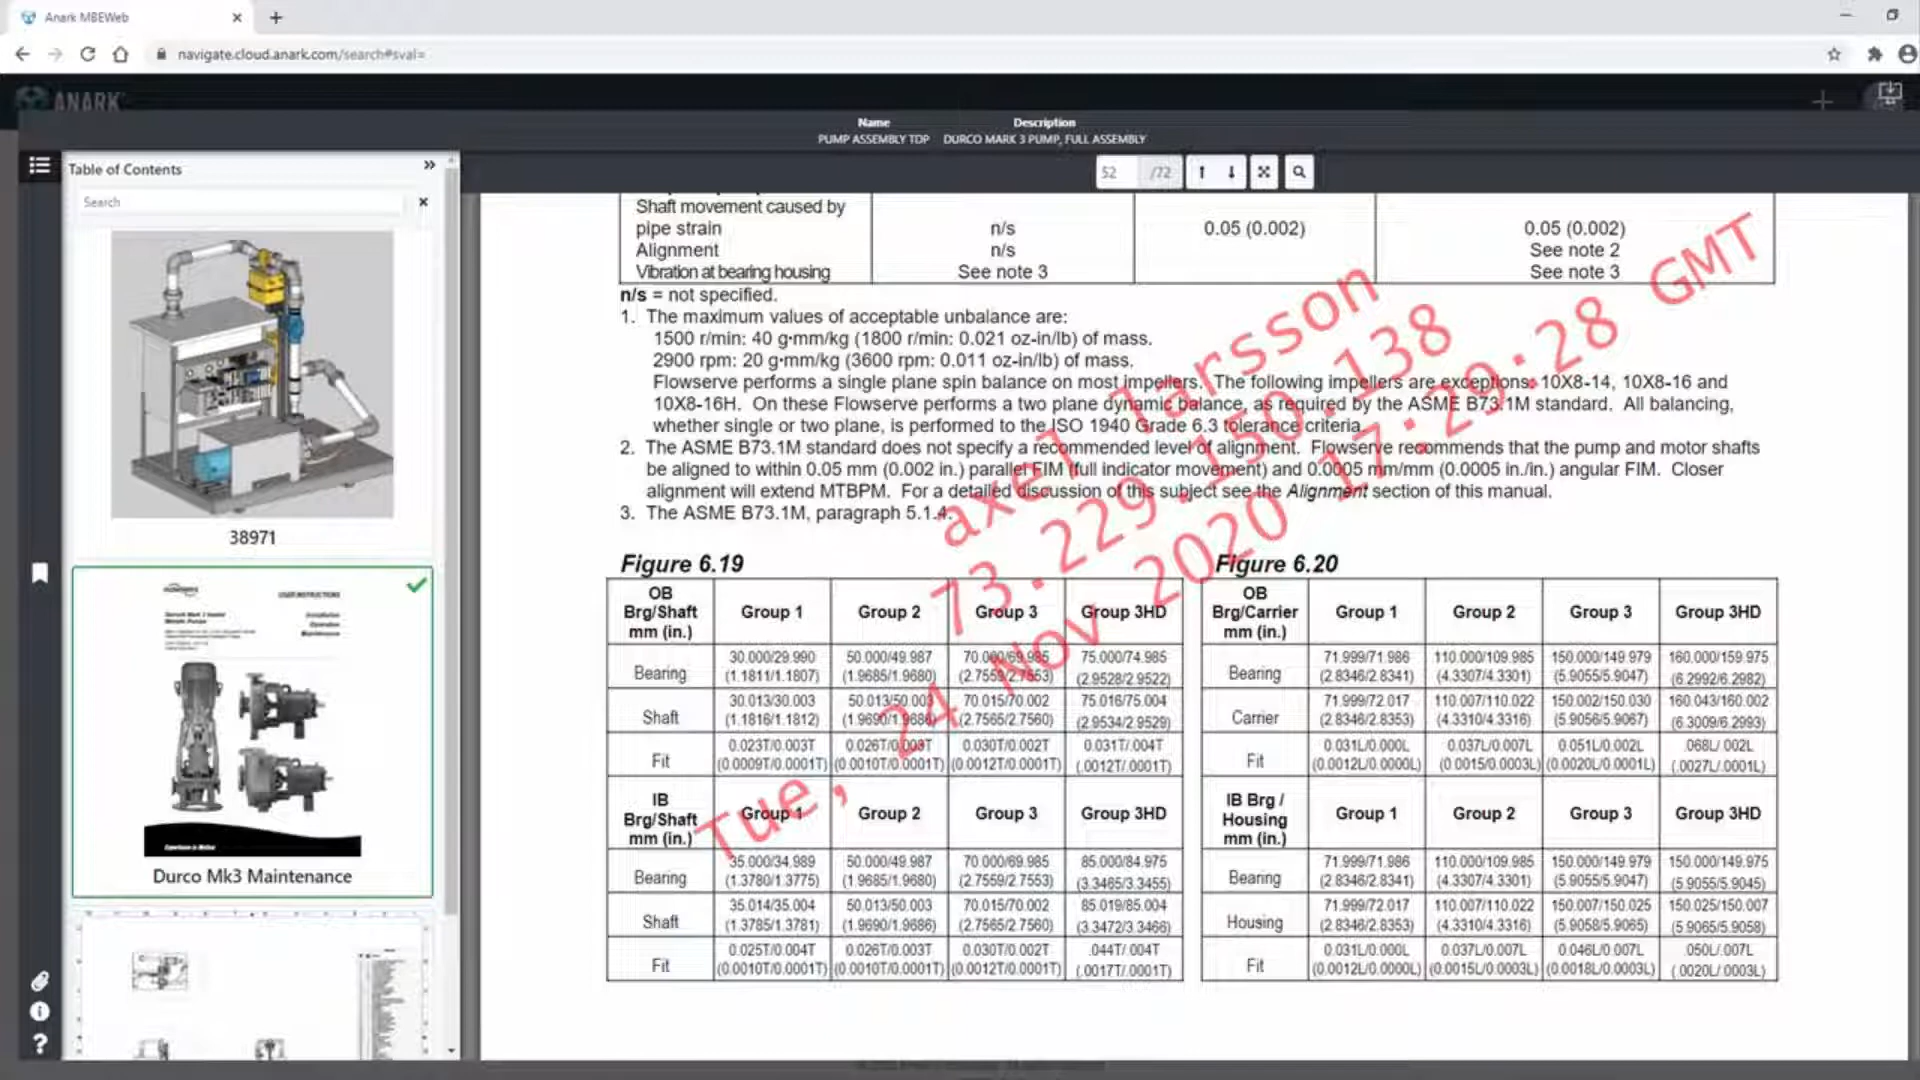 Anark MBEWeb
navigate.cloud.anark.com/search#sval=
ANARK
Name Description
PUMP ASSEMBLY TDP DURCO MARK 3 PUMP, FULL ASSEMBLY
Table of Contents
52 /72
Search
38971
USER INSTRUCTIONS
Durco Mk3 Maintenance
Shaft movement caused by
pipe strain n/s 0.05 (0.002) 0.05 (0.002)
Alignment n/s See note 2
Vibration at bearing housing See note 3 See note 3
n/s = not specified.
1. The maximum values of acceptable unbalance are:
1500 r/min: 40 g·mm/kg (1800 r/min: 0.021 oz-in/lb) of mass.
2900 rpm: 20 g·mm/kg (3600 rpm: 0.011 oz-in/lb) of mass.
Flowserve performs a single plane spin balance on most impellers. The following impellers are exceptions: 10X8-14, 10X8-16 and
10X8-16H. On these Flowserve performs a two plane dynamic balance, as required by the ASME B73.1M standard. All balancing,
whether single or two plane, is performed to the ISO 1940 Grade 6.3 tolerance criteria.
2. The ASME B73.1M standard does not specify a recommended level of alignment. Flowserve recommends that the pump and motor shafts
be aligned to within 0.05 mm (0.002 in.) parallel FIM (full indicator movement) and 0.0005 mm/mm (0.0005 in./in.) angular FIM. Closer
alignment will extend MTBPM. For a detailed discussion of this subject see the Alignment section of this manual.
3. The ASME B73.1M, paragraph 5.1.4.
axel larsson
73.229.150.138
Tue, 24 Nov 2020 17:29:28 GMT
Figure 6.19
OB
Brg/Shaft Group 1 Group 2 Group 3 Group 3HD
mm (in.)
Bearing 30.000/29.990 50.000/49.987 70.000/69.985 75.000/74.985
(1.1811/1.1807) (1.9685/1.9680) (2.7559/2.7553) (2.9528/2.9522)
Shaft 30.013/30.003 50.013/50.003 70.015/70.002 75.016/75.004
(1.1816/1.1812) (1.9690/1.9686) (2.7565/2.7560) (2.9534/2.9529)
Fit 0.023T/0.003T 0.026T/0.003T 0.030T/0.002T 0.031T/.004T
(0.0009T/0.0001T) (0.0010T/0.0001T) (0.0012T/0.0001T) (.0012T/.0001T)
IB
Brg/Shaft Group 1 Group 2 Group 3 Group 3HD
mm (in.)
Bearing 35.000/34.989 50.000/49.987 70.000/69.985 85.000/84.975
(1.3780/1.3775) (1.9685/1.9680) (2.7559/2.7553) (3.3465/3.3455)
Shaft 35.014/35.004 50.013/50.003 70.015/70.002 85.019/85.004
(1.3785/1.3781) (1.9690/1.9686) (2.7565/2.7560) (3.3472/3.3466)
Fit 0.025T/0.004T 0.026T/0.003T 0.030T/0.002T .044T/.004T
(0.0010T/0.0001T) (0.0010T/0.0001T) (0.0012T/0.0001T) (.0017T/.0001T)
Figure 6.20
OB
Brg/Carrier Group 1 Group 2 Group 3 Group 3HD
mm (in.)
Bearing 71.999/71.986 110.000/109.985 150.000/149.979 160.000/159.975
(2.8346/2.8341) (4.3307/4.3301) (5.9055/5.9047) (6.2992/6.2982)
Carrier 71.999/72.017 110.007/110.022 150.002/150.030 160.043/160.002
(2.8346/2.8353) (4.3310/4.3316) (5.9056/5.9067) (6.3009/6.2993)
Fit 0.031L/0.000L 0.037L/0.007L 0.051L/0.002L .068L/.002L
(0.0012L/0.0000L) (0.0015/0.0003L) (0.0020L/0.0001L) (.0027L/.0001L)
IB Brg /
Housing Group 1 Group 2 Group 3 Group 3HD
mm (in.)
Bearing 71.999/71.986 110.000/109.985 150.000/149.979 150.000/149.975
(2.8346/2.8341) (4.3307/4.3301) (5.9055/5.9047) (5.9055/5.9045)
Housing 71.999/72.017 110.007/110.022 150.007/150.025 150.025/150.007
(2.8346/2.8353) (4.3310/4.3316) (5.9058/5.9065) (5.9065/5.9058)
Fit 0.031L/0.000L 0.037L/0.007L 0.046L/0.007L .050L/.007L
(0.0012L/0.0000L) (0.0015L/0.0003L) (0.0018L/0.0003L) (.0020L/.0003L)